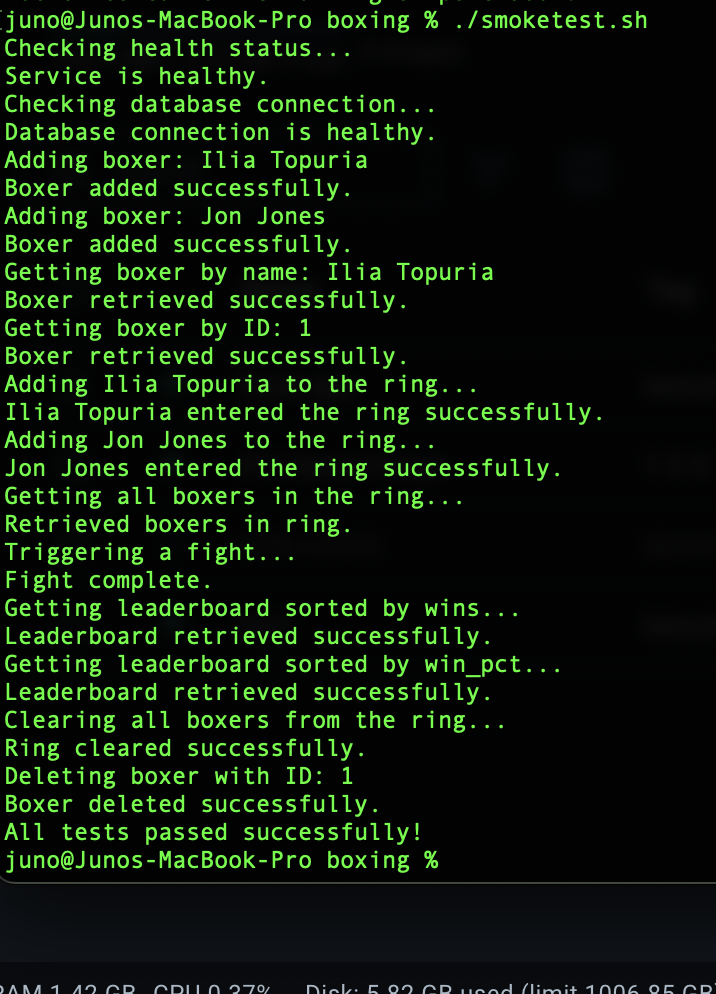 juno@Junos-MacBook-Pro boxing % ./smoketest.sh
Checking health status...
Service is healthy.
Checking database connection...
Database connection is healthy.
Adding boxer: Ilia Topuria
Boxer added successfully.
Adding boxer: Jon Jones
Boxer added successfully.
Getting boxer by name: Ilia Topuria
Boxer retrieved successfully.
Getting boxer by ID: 1
Boxer retrieved successfully.
Adding Ilia Topuria to the ring...
Ilia Topuria entered the ring successfully.
Adding Jon Jones to the ring...
Jon Jones entered the ring successfully.
Getting all boxers in the ring...
Retrieved boxers in ring.
Triggering a fight...
Fight complete.
Getting leaderboard sorted by wins...
Leaderboard retrieved successfully.
Getting leaderboard sorted by win_pct...
Leaderboard retrieved successfully.
Clearing all boxers from the ring...
Ring cleared successfully.
Deleting boxer with ID: 1
Boxer deleted successfully.
All tests passed successfully!
juno@Junos-MacBook-Pro boxing %
RAM 1.42 GB CPU 0.37% Disk: 5.82 GB used (limit 1006.85 GB)